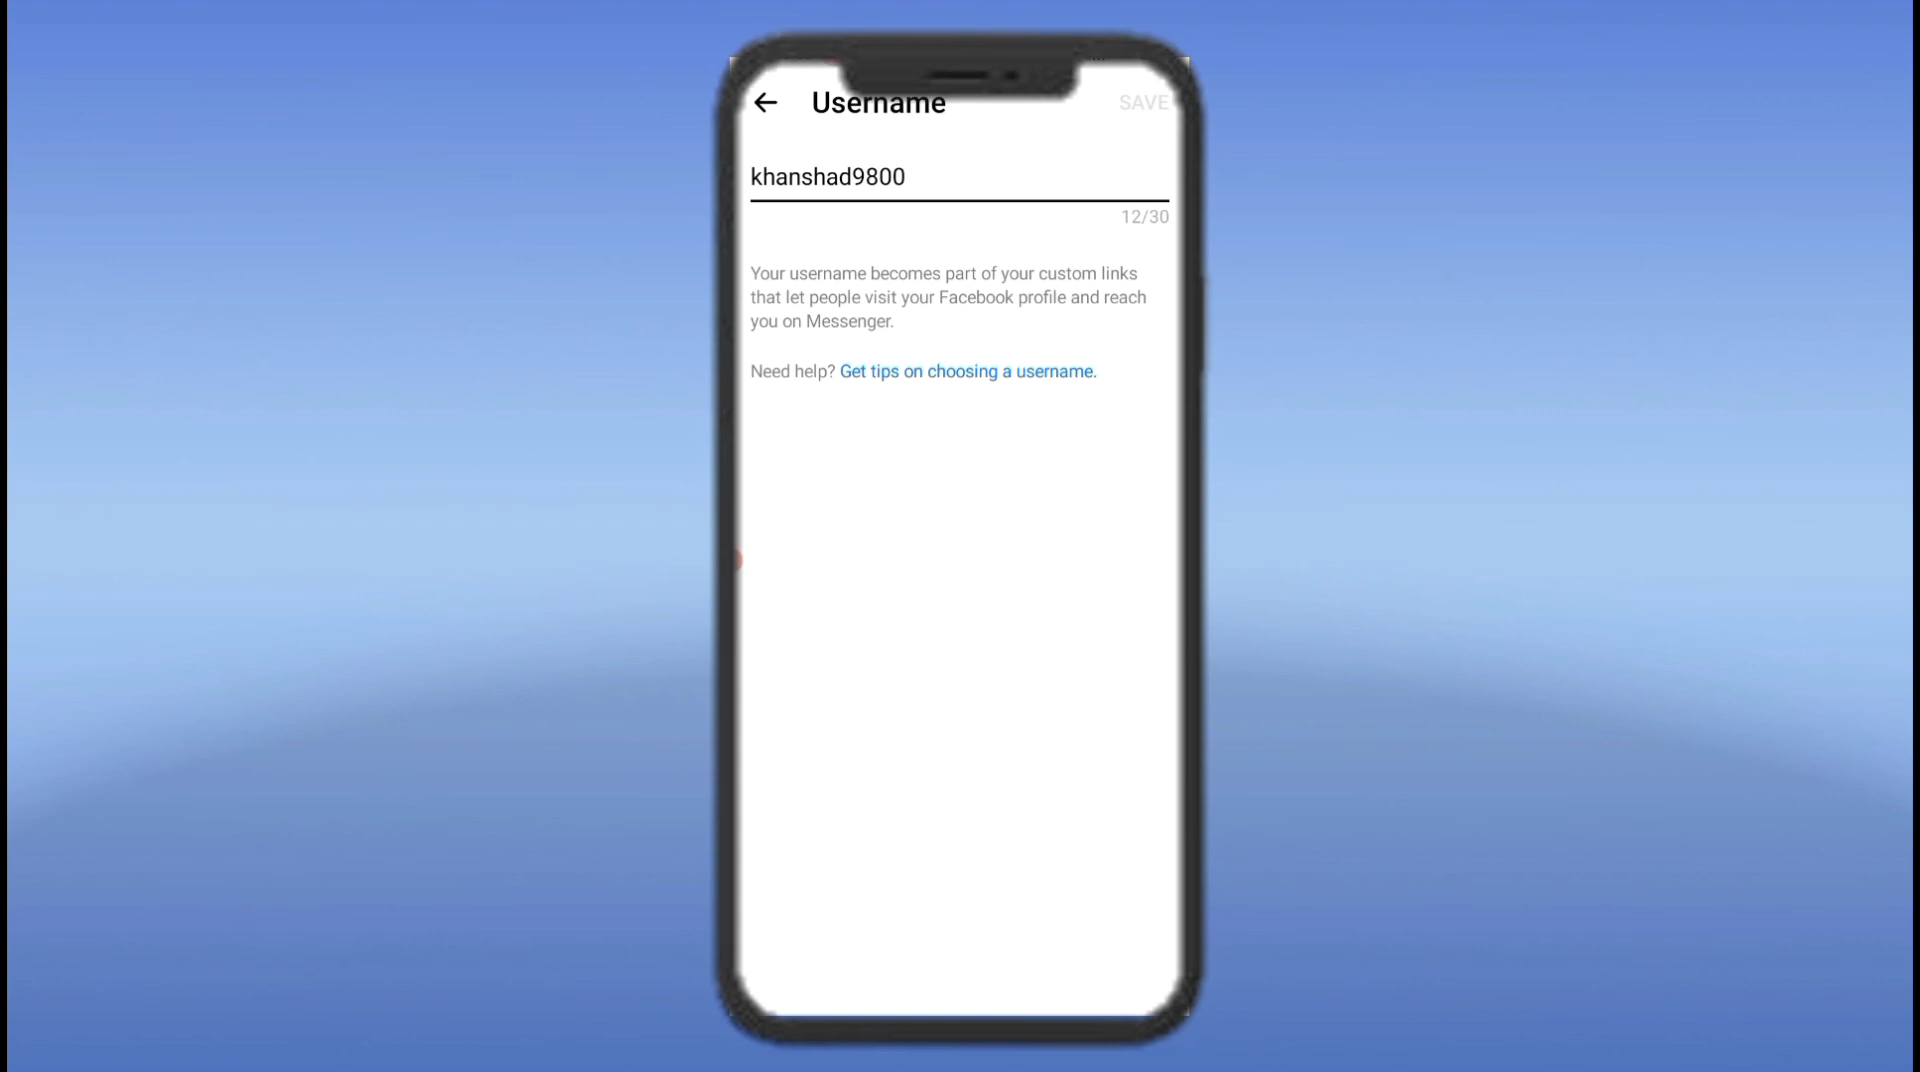 Username
SAVE
khanshad9800
12/30
Your username becomes part of your custom links
that let people visit your Facebook profile and reach
you on Messenger.
Need help? Get tips on choosing a username.